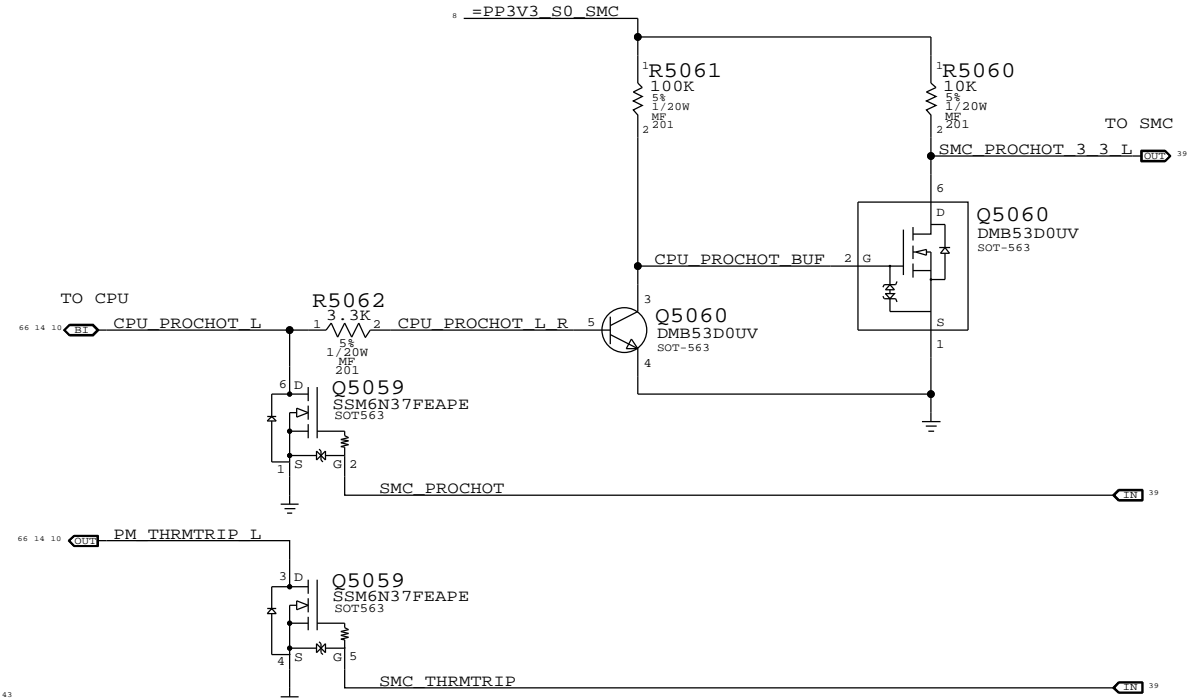 8 =PP3V3_S0_SMC
1 R5061
100K
5%
1/20W
MF
201
2
1 R5060
10K
5%
1/20W
MF
201
2
TO SMC
SMC_PROCHOT_3_3_L OUT 39
6
D
Q5060
DMB53D0UV
SOT-563
CPU_PROCHOT_BUF 2 G
S
1
TO CPU
66 14 10 BI CPU_PROCHOT_L
R5062
3.3K
1 2
5%
1/20W
MF
201
CPU_PROCHOT_L_R 5
3
Q5060
DMB53D0UV
SOT-563
4
6 D
Q5059
SSM6N37FEAPE
SOT563
1 S G 2
SMC_PROCHOT IN 39
66 14 10 OUT PM_THRMTRIP_L
3 D
Q5059
SSM6N37FEAPE
SOT563
4 S G 5
SMC_THRMTRIP IN 39
43